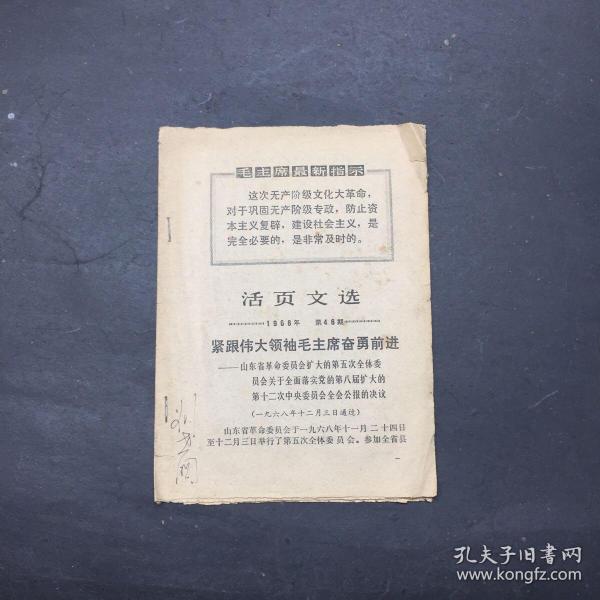 毛主席最新指示
这次无产阶级文化大革命，
对于巩固无产阶级专政，防止资
本主义复辟，建设社会主义，是
完全必要的，是非常及时的。
活页文选
1968年 第46期
紧跟伟大领袖毛主席奋勇前进
——山东省革命委员会扩大的第五次全体委
员会关于全面落实党的第八届扩大的
第十二次中央委员会全会公报的决议
（一九六八年十二月三日通过）
山东省革命委员会于一九六八年十一月二十四日
至十二月三日举行了第五次全体委员会。参加全省县
孔夫子旧书网
www.kongfz.com